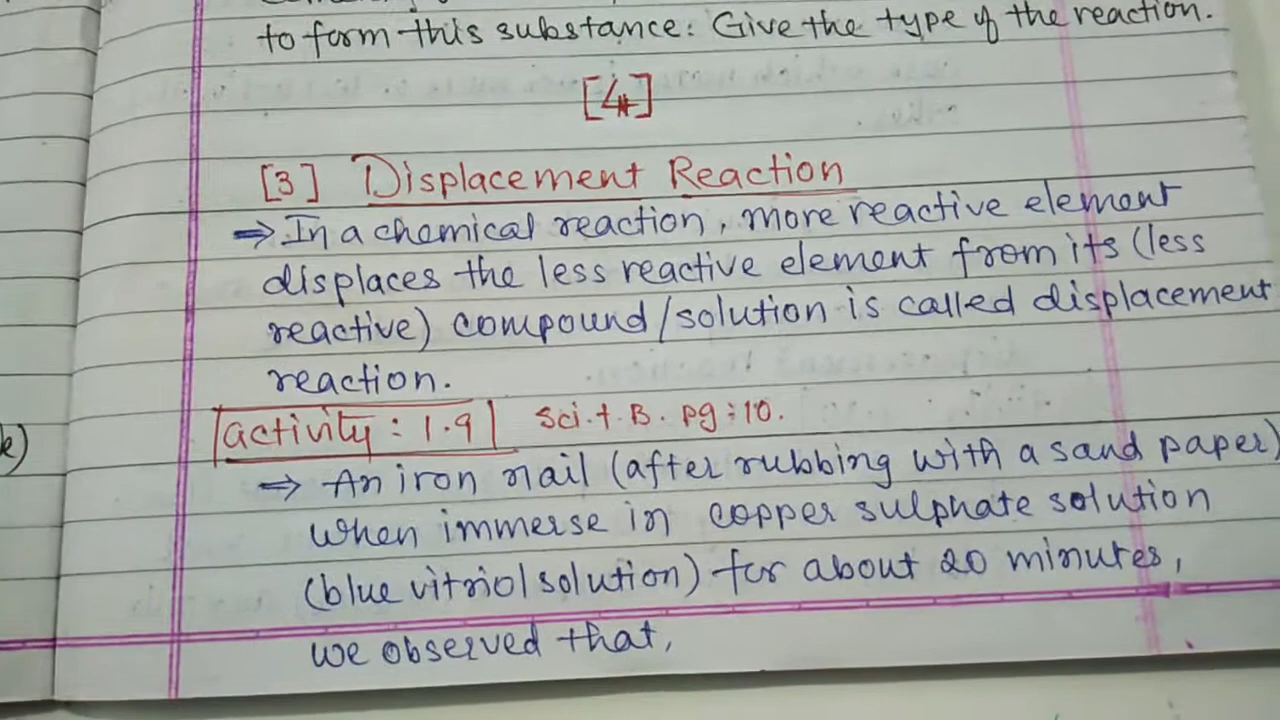 to form this substance. Give the type of the reaction.
[4]
[3] Displacement Reaction
⇒ In a chemical reaction, more reactive element
displaces the less reactive element from its (less
reactive) compound/solution is called displacement
reaction.
activity : 1.9 Sci. t. B. pg : 10.
k)
⇒ An iron nail (after rubbing with a sand paper)
when immerse in copper sulphate solution
(blue vitriol solution) for about 20 minutes,
we observed that,